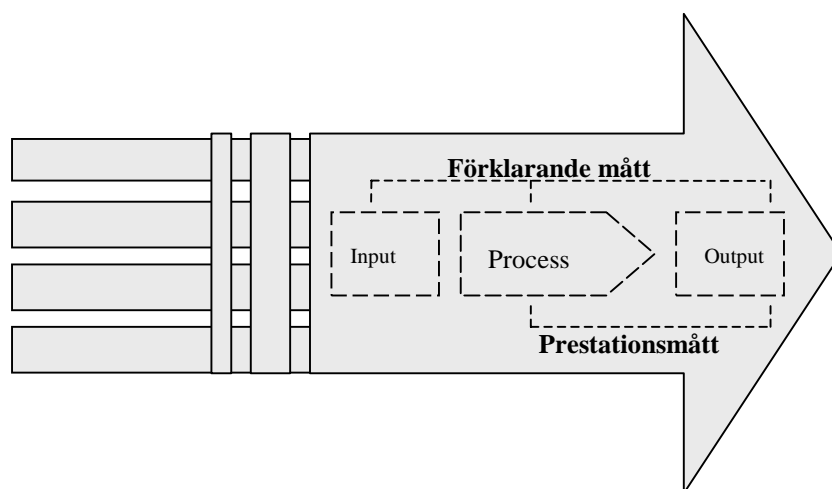 Förklarande mått
Input
Process
Output
Prestationsmått